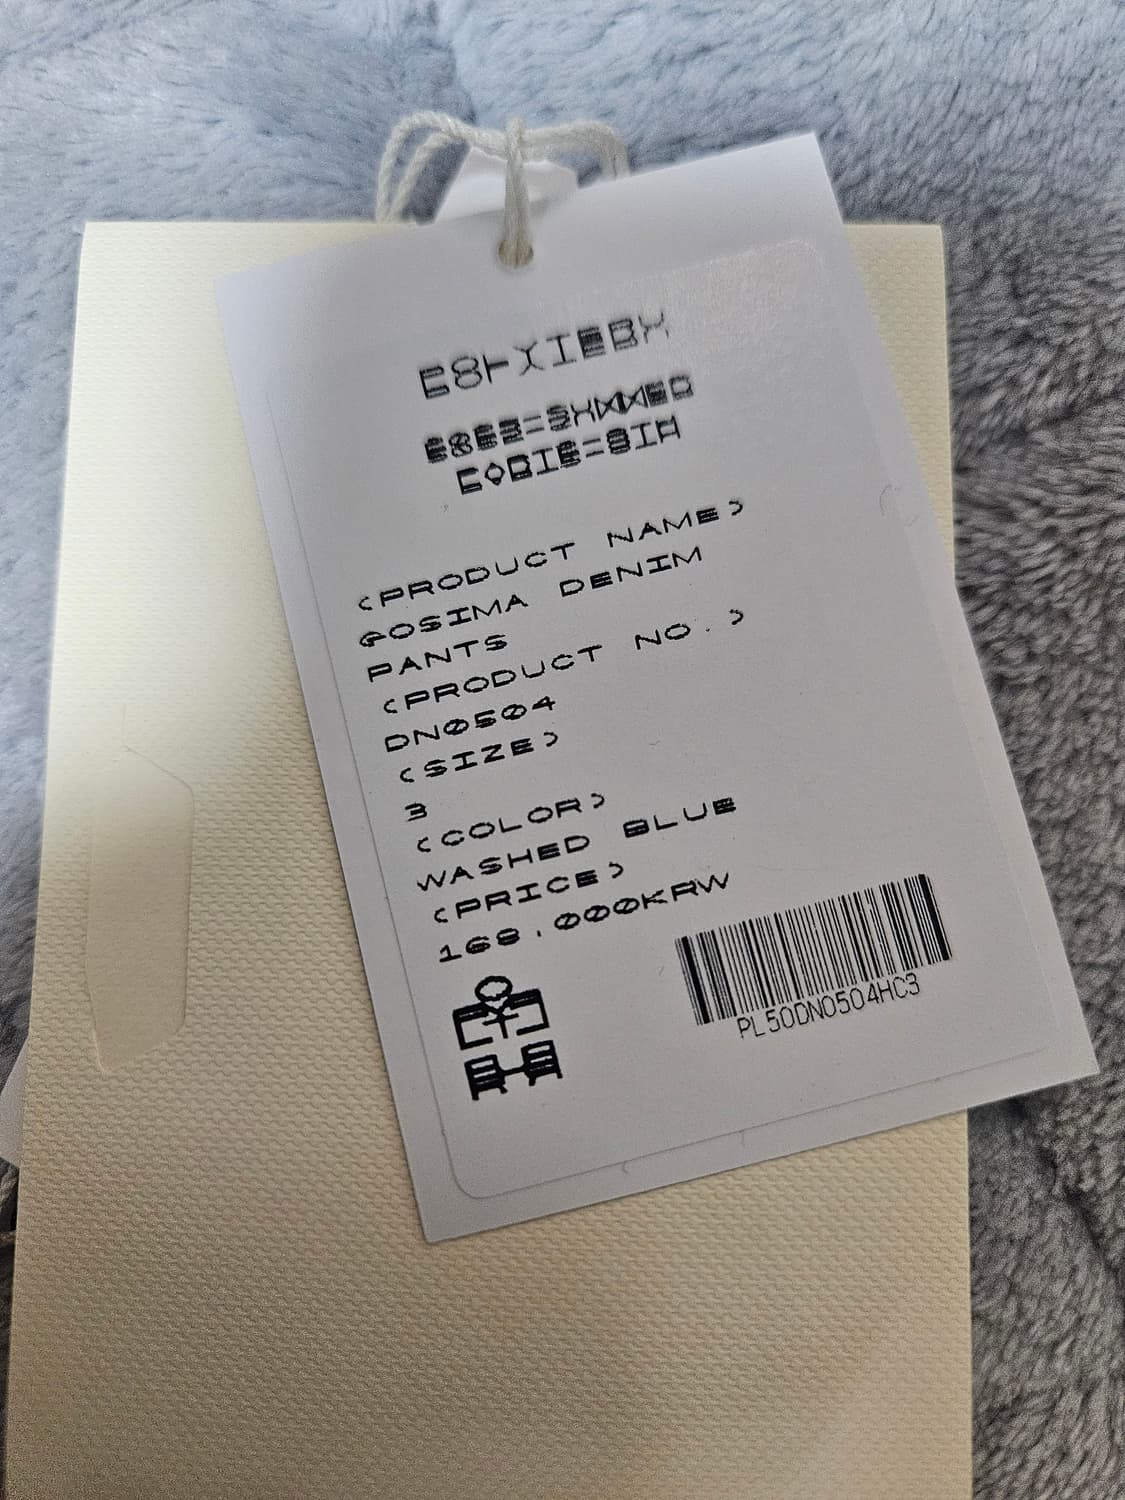 <PRODUCT NAME>
GOSIMA DENIM
PANTS
<PRODUCT NO.>
DN0504
<SIZE>
3
<COLOR>
WASHED BLUE
<PRICE>
168.000KRW
PL50DN0504HC3